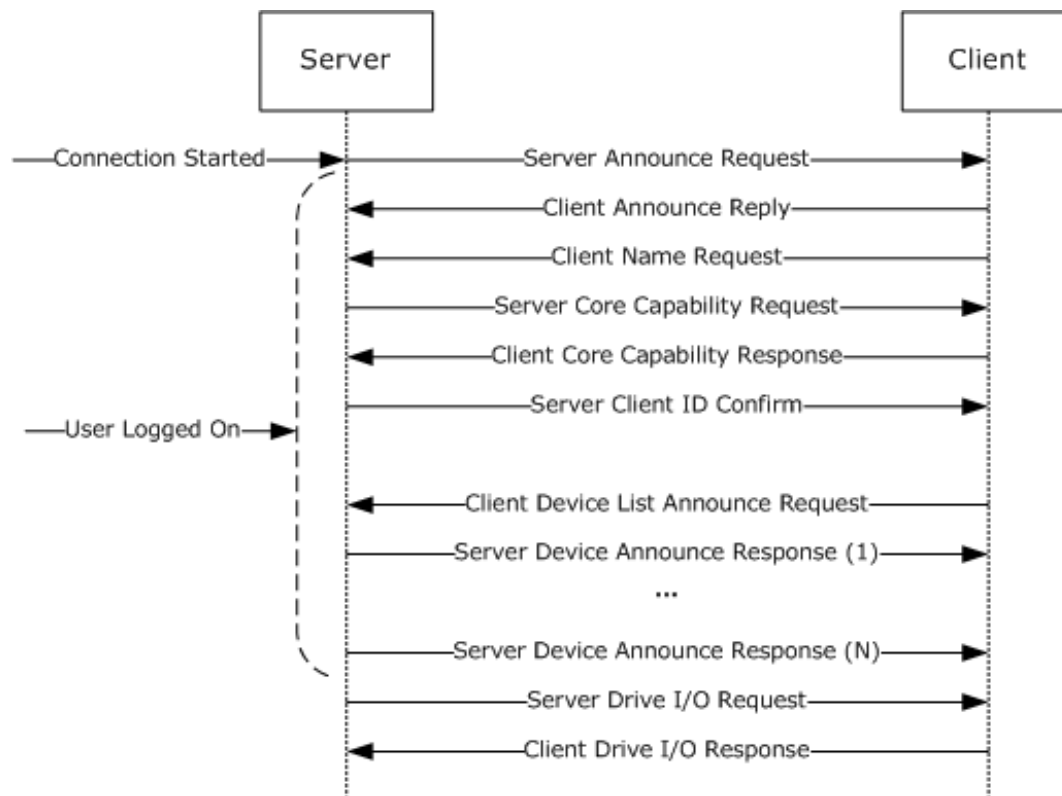 Server
Client
Connection Started
Server Announce Request
Client Announce Reply
Client Name Request
Server Core Capability Request
Client Core Capability Response
Server Client ID Confirm
User Logged On
Client Device List Announce Request
Server Device Announce Response (1)
...
Server Device Announce Response (N)
Server Drive I/O Request
Client Drive I/O Response